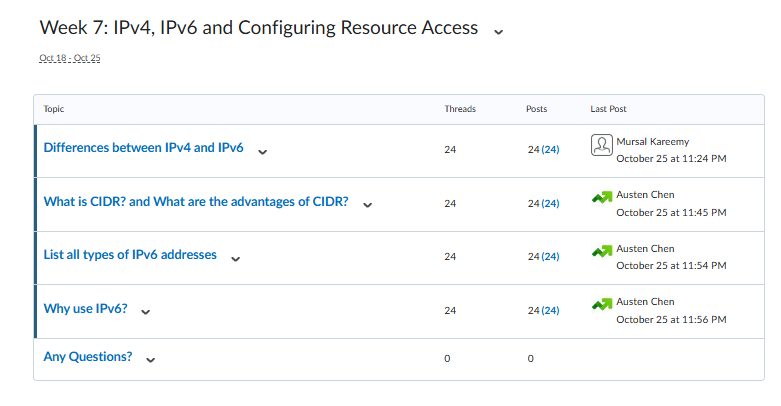 Week 7: IPv4, IPv6 and Configuring Resource Access
Oct 18 - Oct 25
Topic Threads Posts Last Post
Differences between IPv4 and IPv6 24 24 (24) Mursal Kareemy
October 25 at 11:24 PM
What is CIDR? and What are the advantages of CIDR? 24 24 (24) Austen Chen
October 25 at 11:45 PM
List all types of IPv6 addresses 24 24 (24) Austen Chen
October 25 at 11:54 PM
Why use IPv6? 24 24 (24) Austen Chen
October 25 at 11:56 PM
Any Questions? 0 0